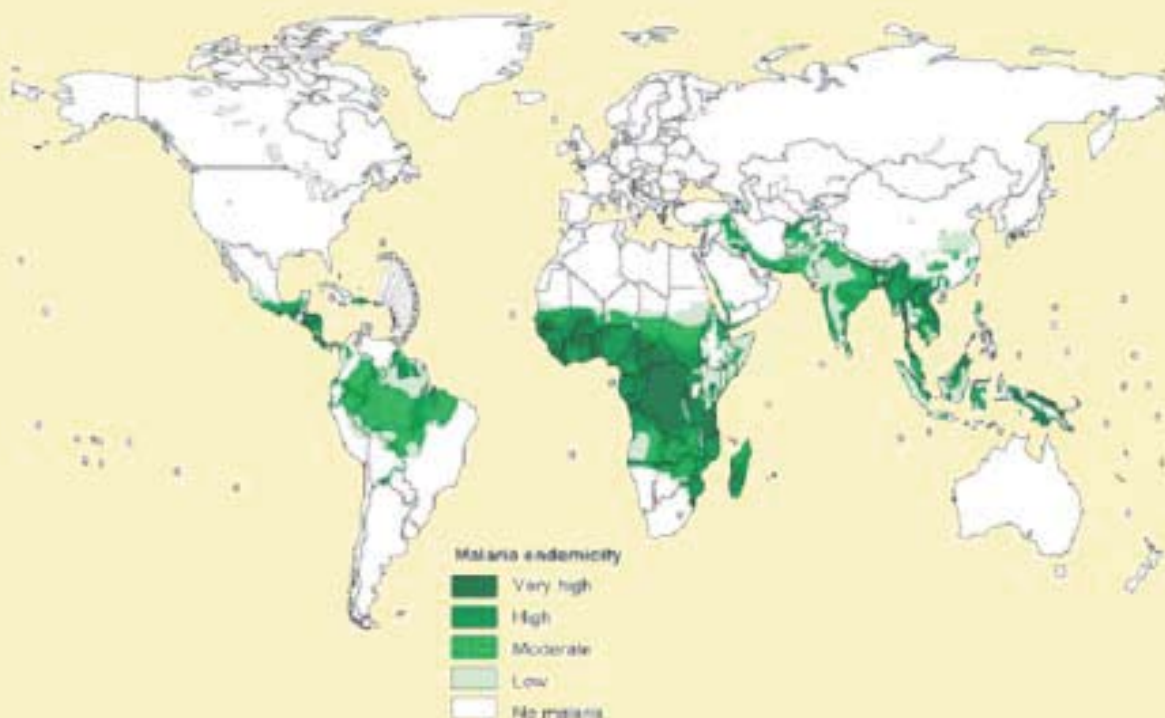 Malaria endemicity
Very high
High
Moderate
Low
No malaria